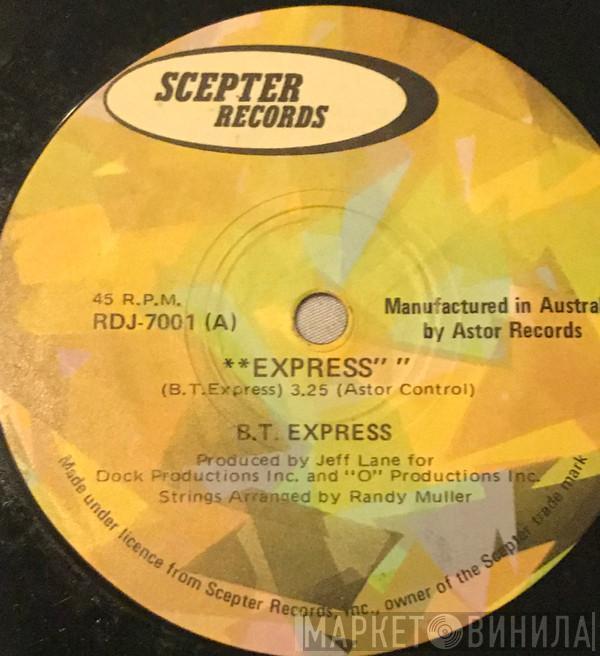 SCEPTER
RECORDS
45 R.P.M.
RDJ-7001 (A)
Manufactured in Austra
by Astor Records
**EXPRESS” ”
(B.T.Express) 3.25 (Astor Control)
B.T. EXPRESS
Produced by Jeff Lane for
Dock Productions Inc. and "O" Productions Inc.
Strings Arranged by Randy Muller
Made under licence from Scepter Records, Inc., owner of the Scepter trade mark
МАРКЕТ ВИНИЛА